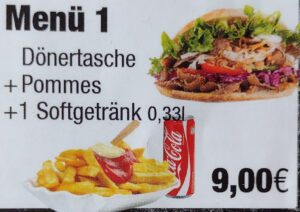 Menü 1
Dönertasche
+Pommes
+1 Softgetränk 0,33l
Coca-Cola
9,00€